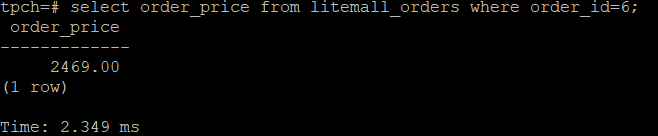 tpch=# select order_price from litemall_orders where order_id=6;
order_price
-------------
2469.00
(1 row)
Time: 2.349 ms